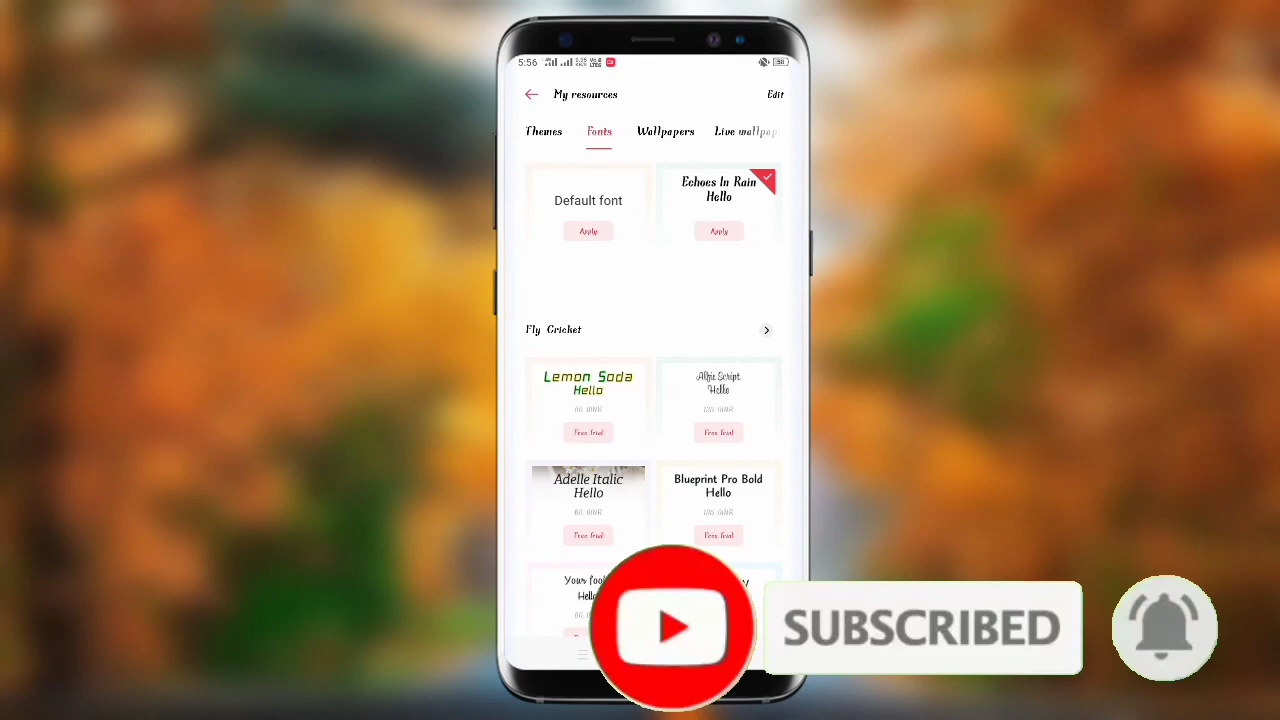 5:56
58
My resources
Edit
Themes
Fonts
Wallpapers
Live wallpap
Default font
Apply
Echoes In Rain
Hello
Apply
Fly Cricket
Lemon Soda
Hello
Free Trial
Alfie Script
Hello
Free Trial
Adelle Italic
Hello
Free Trial
Blueprint Pro Bold
Hello
Free Trial
Hello
SUBSCRIBED